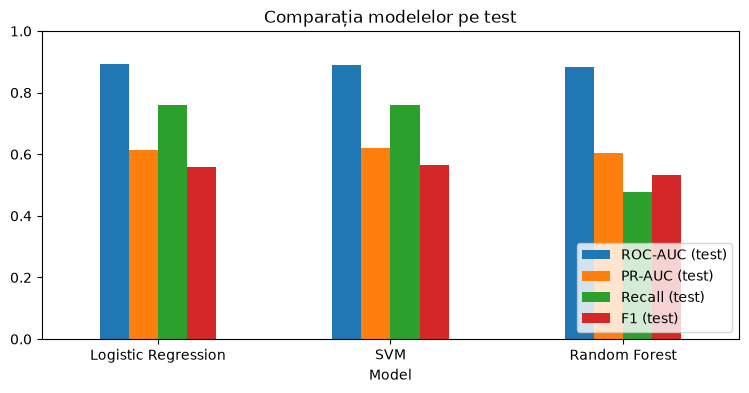 Comparația modelelor pe test
1.0
0.8
0.6
0.4
0.2
0.0
ROC-AUC (test)
PR-AUC (test)
Recall (test)
F1 (test)
Logistic Regression
SVM
Random Forest
Model